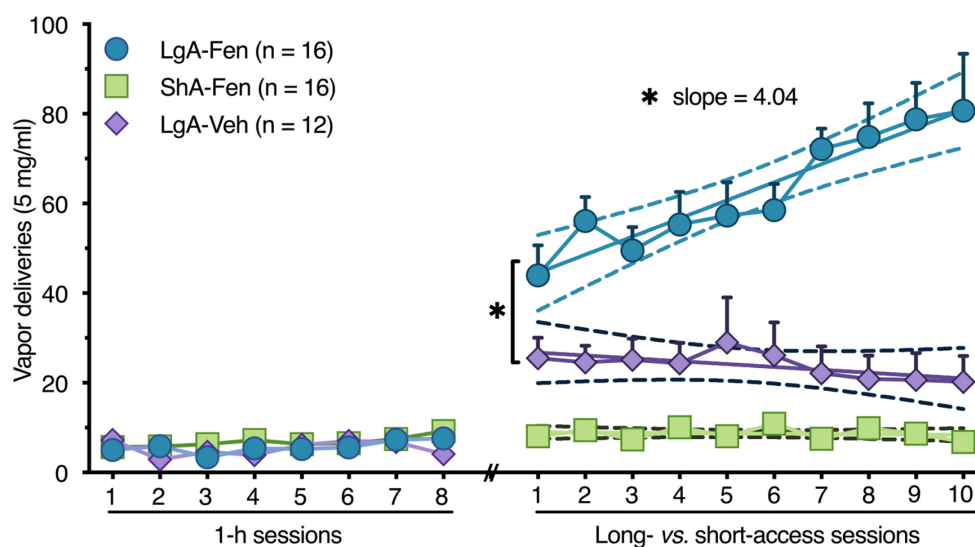 Vapor deliveries (5 mg/ml)
100
80
60
40
20
0
LgA-Fen (n = 16)
ShA-Fen (n = 16)
LgA-Veh (n = 12)
* slope = 4.04
*
1 2 3 4 5 6 7 8
1 2 3 4 5 6 7 8 9 10
1-h sessions
Long- vs. short-access sessions